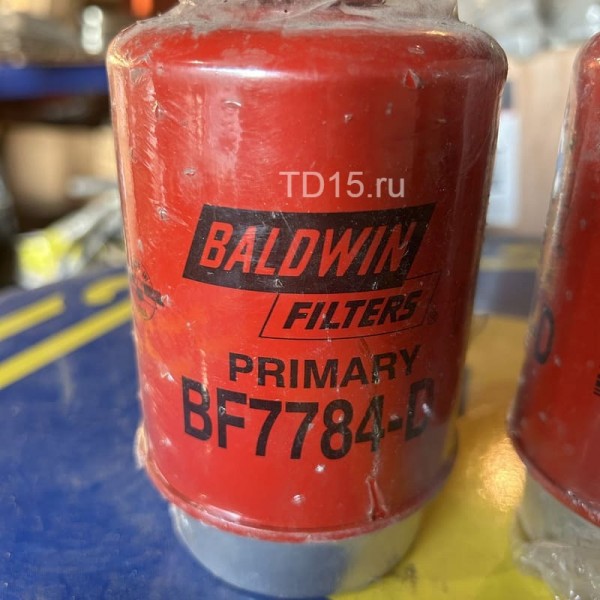 TD15.ru
BALDWIN
FILTERS
PRIMARY
BF7784-D